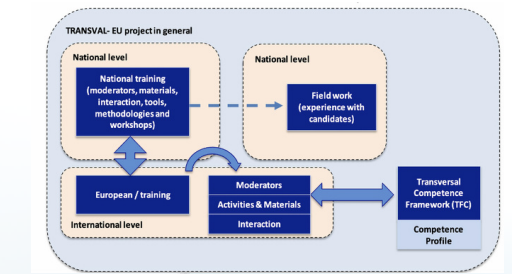 TRANSVAL- EU project in general
National level
National training
(moderators, materials,
interaction, tools,
methodologies and
workshops)
National level
Field work
(experience with
candidates)
European / training
International level
Moderators
Activities & Materials
Interaction
Transversal
Competence
Framework (TFC)
Competence
Profile